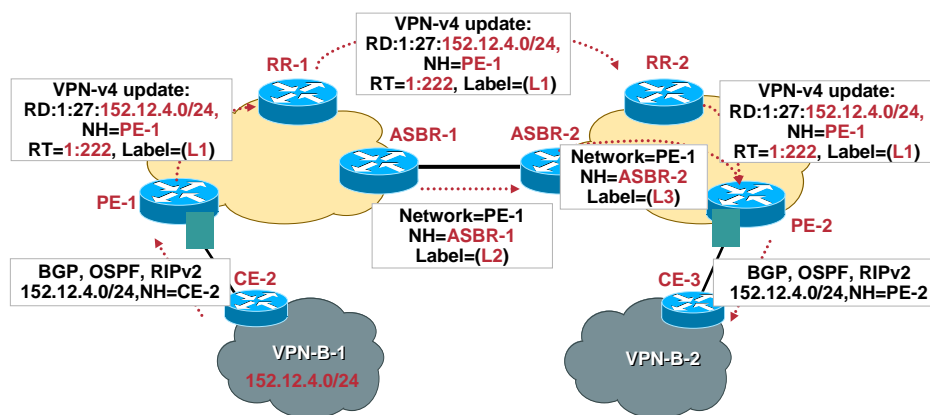 VPN-v4 update:
RD:1:27:152.12.4.0/24,
NH=PE-1
RT=1:222, Label=(L1)
RR-1
RR-2
VPN-v4 update:
RD:1:27:152.12.4.0/24,
NH=PE-1
RT=1:222, Label=(L1)
VPN-v4 update:
RD:1:27:152.12.4.0/24,
NH=PE-1
RT=1:222, Label=(L1)
ASBR-1
ASBR-2
Network=PE-1
NH=ASBR-2
Label=(L3)
PE-1
Network=PE-1
NH=ASBR-1
Label=(L2)
PE-2
BGP, OSPF, RIPv2
152.12.4.0/24,NH=CE-2
CE-2
CE-3
BGP, OSPF, RIPv2
152.12.4.0/24,NH=PE-2
VPN-B-1
152.12.4.0/24
VPN-B-2